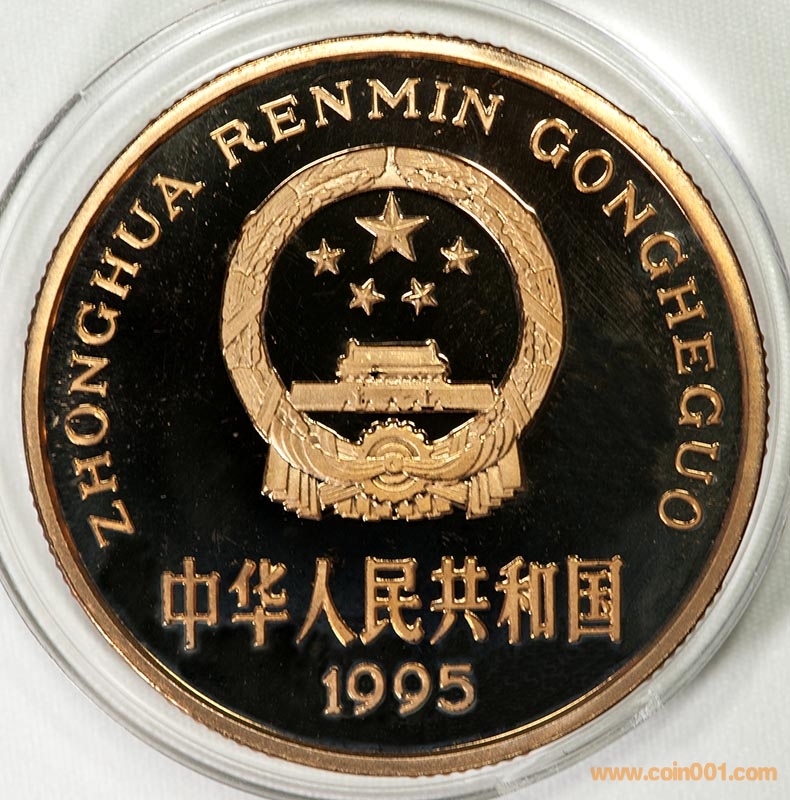 ZHONGHUA RENMIN GONGHEGUO
中华人民共和国
1995
www.coin001.com